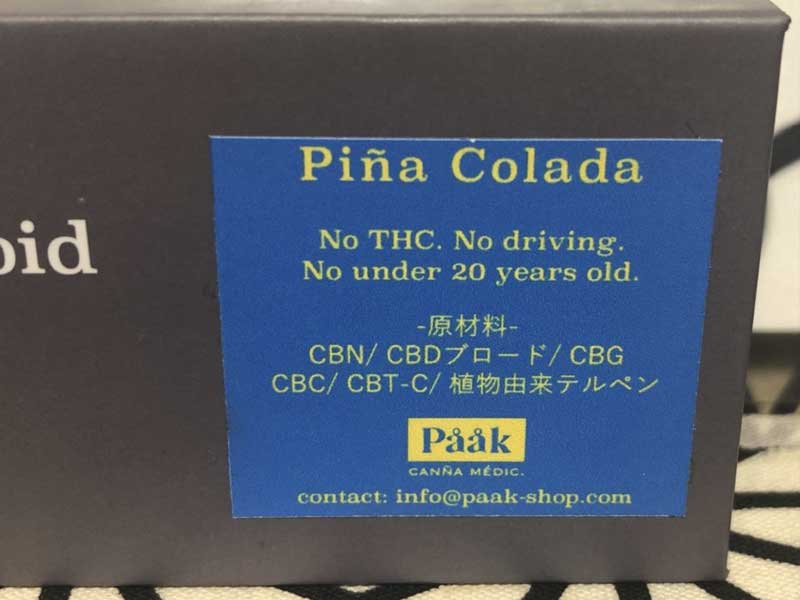 oid
Piña Colada
No THC. No driving.
No under 20 years old.
-原材料-
CBN/ CBDブロード/ CBG
CBC/ CBT-C/ 植物由来テルペン
Pååk
CANÑA MÉDIC.
contact: info@paak-shop.com